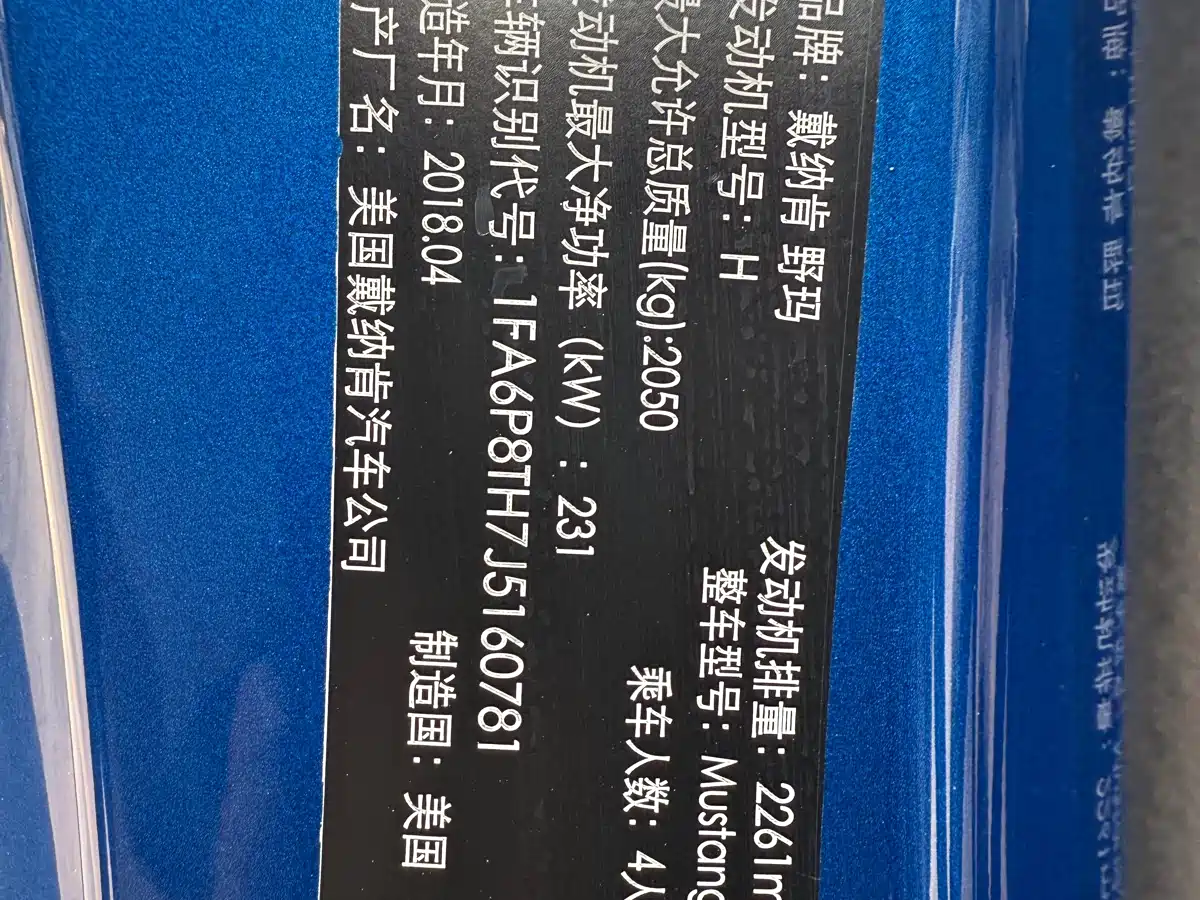 品牌：戴纳肯 野玛 发动机排量：2261m
发动机型号:H 整车型号：Mustang
最大允许总质量(kg):2050 乘车人数：4人
发动机最大净功率（kW）：231
车辆识别代号：1FA6P8TH7J5160781
造年月：2018.04 制造国：美国
产厂名：美国戴纳肯汽车公司